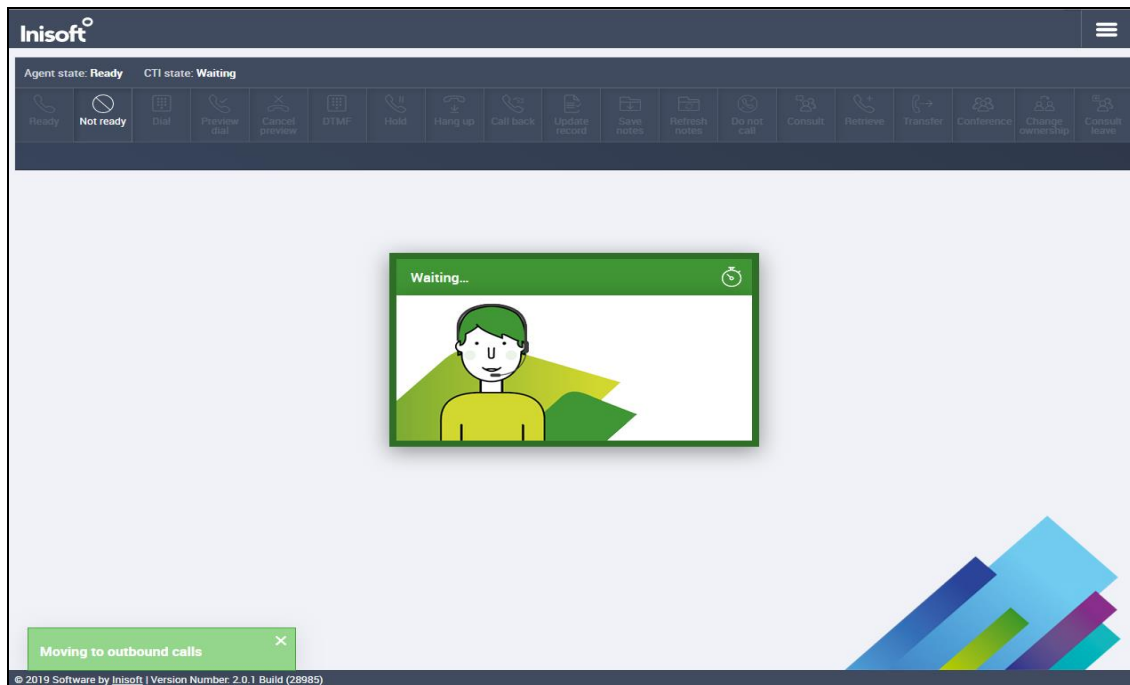 Inisoft
Agent state: Ready CTI state: Waiting
Ready Not ready Dial Preview dial Cancel preview DTMF Hold Hang up Call back Update record Save notes Refresh notes Do not call Consult Retrieve Transfer Conference Change ownership Consult leave
Waiting...
Moving to outbound calls
© 2019 Software by Inisoft | Version Number: 2.0.1 Build (28985)